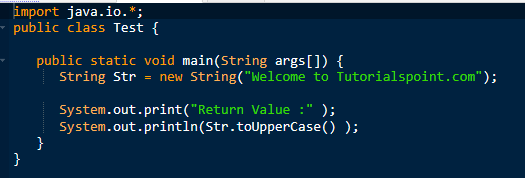 import java.io.*;
public class Test {
public static void main(String args[]) {
String Str = new String("Welcome to Tutorialspoint.com");
System.out.print("Return Value :" );
System.out.println(Str.toUpperCase() );
}
}